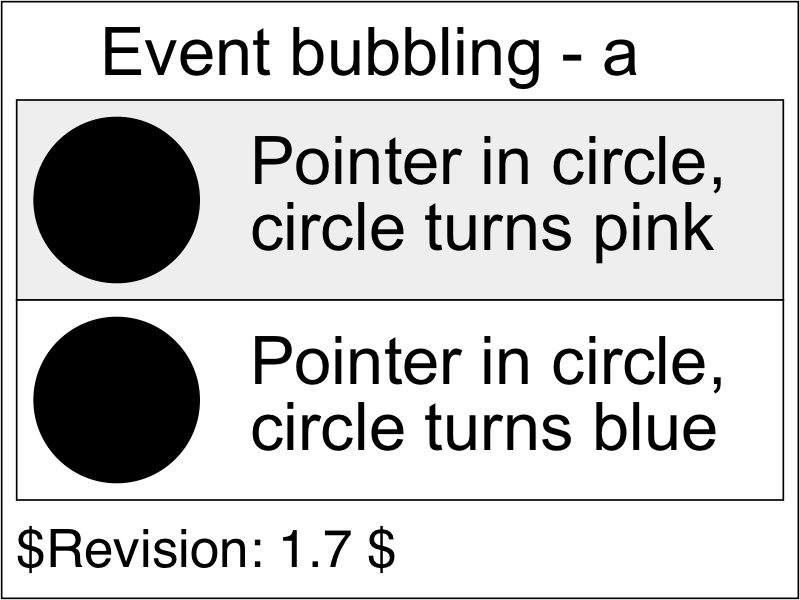 Event bubbling - a
Pointer in circle,
circle turns pink
Pointer in circle,
circle turns blue
$Revision: 1.7 $